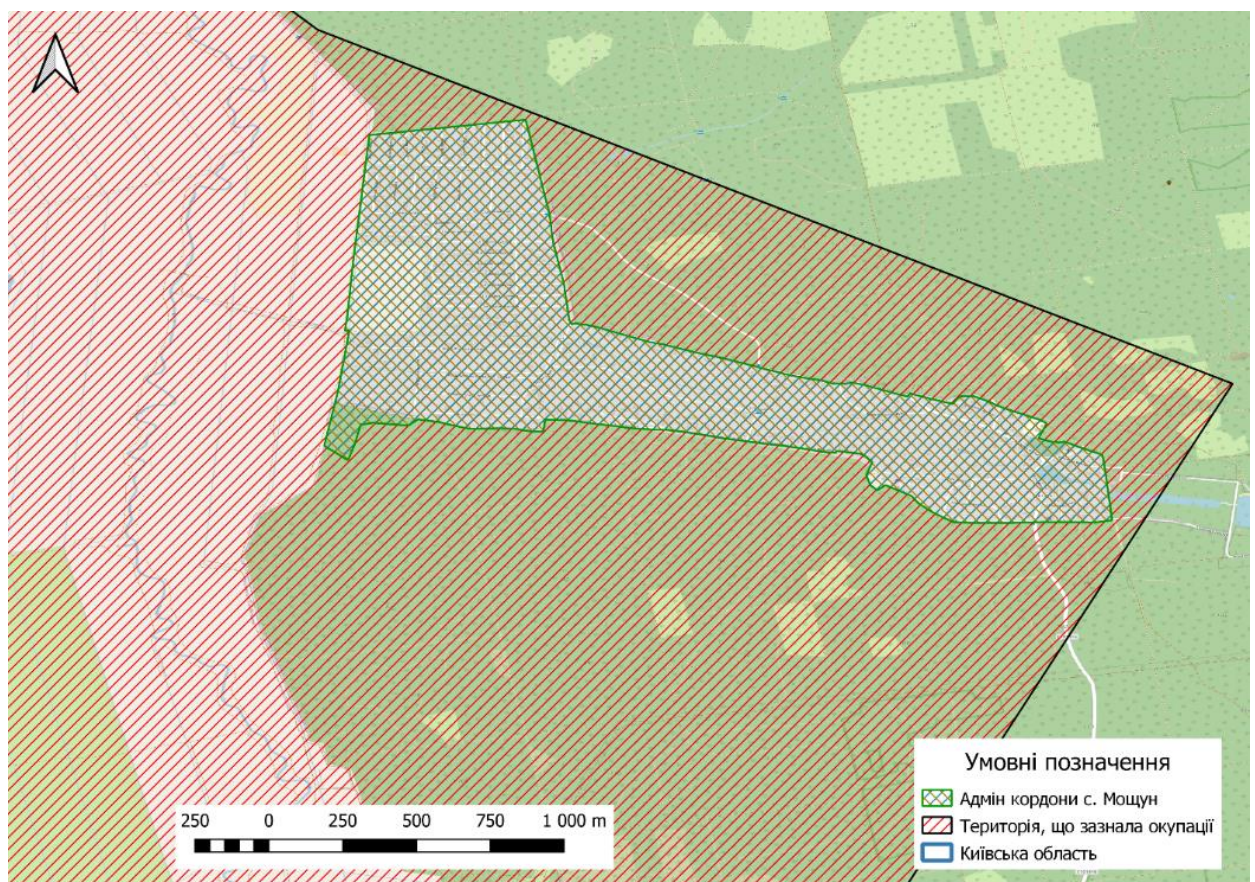 Умовні позначення
Адмін кордони с. Мощун
Територія, що зазнала окупації
Київська область
250 0 250 500 750 1 000 m